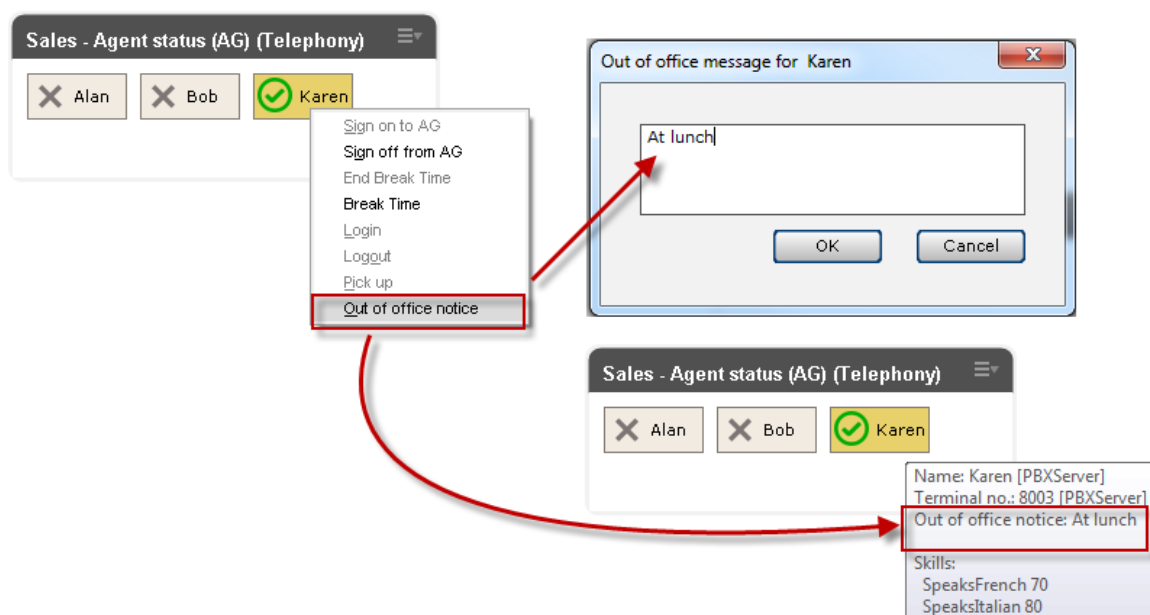 Sales - Agent status (AG) (Telephony)
Alan
Bob
Karen
Sign on to AG
Sign off from AG
End Break Time
Break Time
Login
Logout
Pick up
Out of office notice
Out of office message for Karen
At lunch
OK
Cancel
Sales - Agent status (AG) (Telephony)
Alan
Bob
Karen
Name: Karen [PBXServer]
Terminal no.: 8003 [PBXServer]
Out of office notice: At lunch
Skills:
SpeaksFrench 70
SpeaksItalian 80